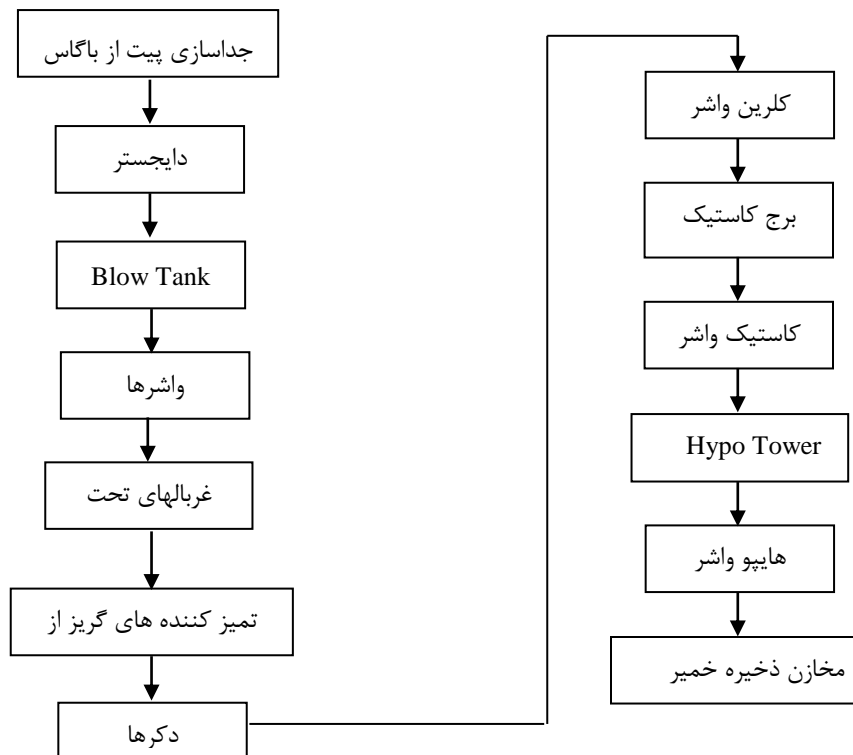 جداسازی پیت از باگاس
دایجستر
Blow Tank
واشرها
غربالهای تحت
تمیز کننده های گریز از
دکرها
کلرین واشر
برج کاستیک
کاستیک واشر
Hypo Tower
هایپو واشر
مخازن ذخیره خمیر